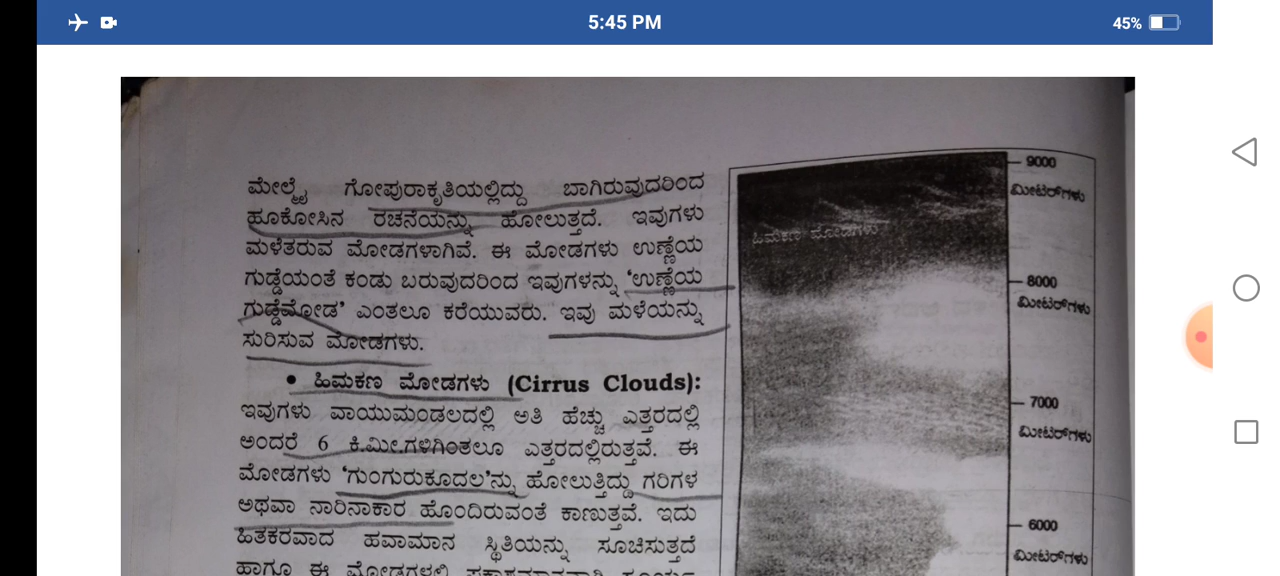 5:45 PM
45%
ಮೇಲ್ಮೈ ಗೋಪುರಾಕೃತಿಯಲ್ಲಿದ್ದು ಬಾಗಿರುವುದರಿಂದ
ಹೂಕೋಸಿನ ರಚನೆಯನ್ನು ಹೋಲುತ್ತದೆ. ಇವುಗಳು
ಮಳೆತರುವ ಮೋಡಗಳಾಗಿವೆ. ಈ ಮೋಡಗಳು ಉಣ್ಣೆಯ
ಗುಡ್ಡೆಯಂತೆ ಕಂಡು ಬರುವುದರಿಂದ ಇವುಗಳನ್ನು ‘ಉಣ್ಣೆಯ
ಗುಡ್ಡೆಮೋಡ’ ಎಂತಲೂ ಕರೆಯುವರು. ಇವು ಮಳೆಯನ್ನು
ಸುರಿಸುವ ಮೋಡಗಳು.
• ಹಿಮಕಣ ಮೋಡಗಳು (Cirrus Clouds):
ಇವುಗಳು ವಾಯುಮಂಡಲದಲ್ಲಿ ಅತಿ ಹೆಚ್ಚು ಎತ್ತರದಲ್ಲಿ
ಅಂದರೆ 6 ಕಿ.ಮೀ.ಗಳಿಗಿಂತಲೂ ಎತ್ತರದಲ್ಲಿರುತ್ತವೆ. ಈ
ಮೋಡಗಳು ‘ಗುಂಗುರುಕೂದಲ’ನ್ನು ಹೋಲುತ್ತಿದ್ದು ಗರಿಗಳ
ಅಥವಾ ನಾರಿನಾಕಾರ ಹೊಂದಿರುವಂತೆ ಕಾಣುತ್ತವೆ. ಇದು
ಹಿತಕರವಾದ ಹವಾಮಾನ ಸ್ಥಿತಿಯನ್ನು ಸೂಚಿಸುತ್ತದೆ
ಹಾಗೂ ಈ ಮೋಡಗಳಲ್ಲಿ
9000
ಮೀಟರ್‌ಗಳು
ಹಿಮಕಣ ಮೋಡಗಳು
8000
ಮೀಟರ್‌ಗಳು
7000
ಮೀಟರ್‌ಗಳು
6000
ಮೀಟರ್‌ಗಳು